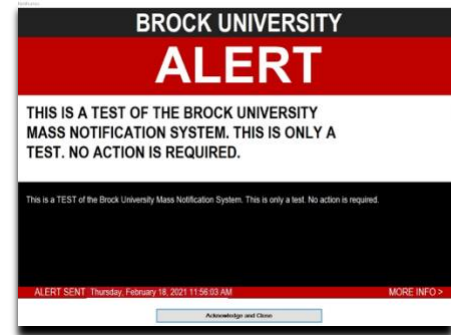 BROCK UNIVERSITY
ALERT
THIS IS A TEST OF THE BROCK UNIVERSITY
MASS NOTIFICATION SYSTEM. THIS IS ONLY A
TEST. NO ACTION IS REQUIRED.
This is a TEST of the Brock University Mass Notification System. This is only a test. No action is required.
ALERT SENT Thursday, February 18, 2021 11:56:03 AM MORE INFO >
Acknowledge and Close